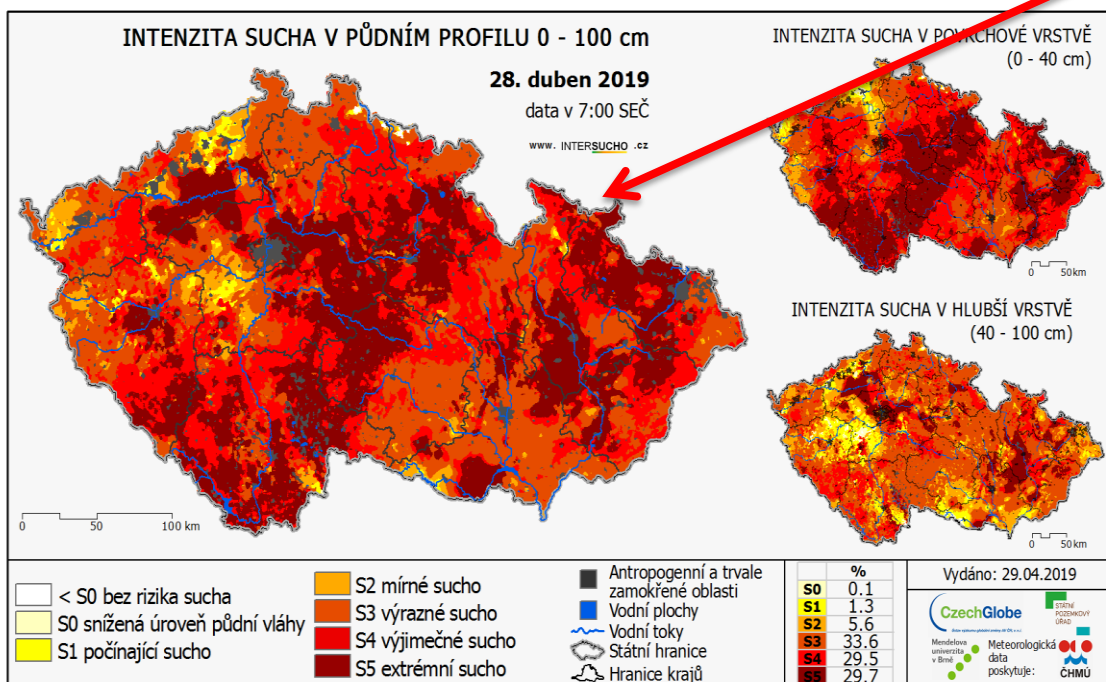 INTENZITA SUCHA V PŮDNÍM PROFILU 0 - 100 cm
28. duben 2019
data v 7:00 SEČ
www. INTERSUCHO .cz
0 50 100 km
INTENZITA SUCHA V POVRCHOVÉ VRSTVĚ
(0 - 40 cm)
0 50km
INTENZITA SUCHA V HLUBŠÍ VRSTVĚ
(40 - 100 cm)
0 50 km
< S0 bez rizika sucha
S0 snížená úroveň půdní vláhy
S1 počínající sucho
S2 mírné sucho
S3 výrazné sucho
S4 výjimečné sucho
S5 extrémní sucho
Antropogenní a trvale
zamokřené oblasti
Vodní plochy
Vodní toky
Státní hranice
Hranice krajů
%
S0 0.1
S1 1.3
S2 5.6
S3 33.6
S4 29.5
S5 29.7
Vydáno: 29.04.2019
CzechGlobe
STÁTNÍ
POZEMKOVÝ
ÚŘAD
Mendelova
univerzita
v Brně
Meteorologická
data
poskytuje:
ČHMÚ